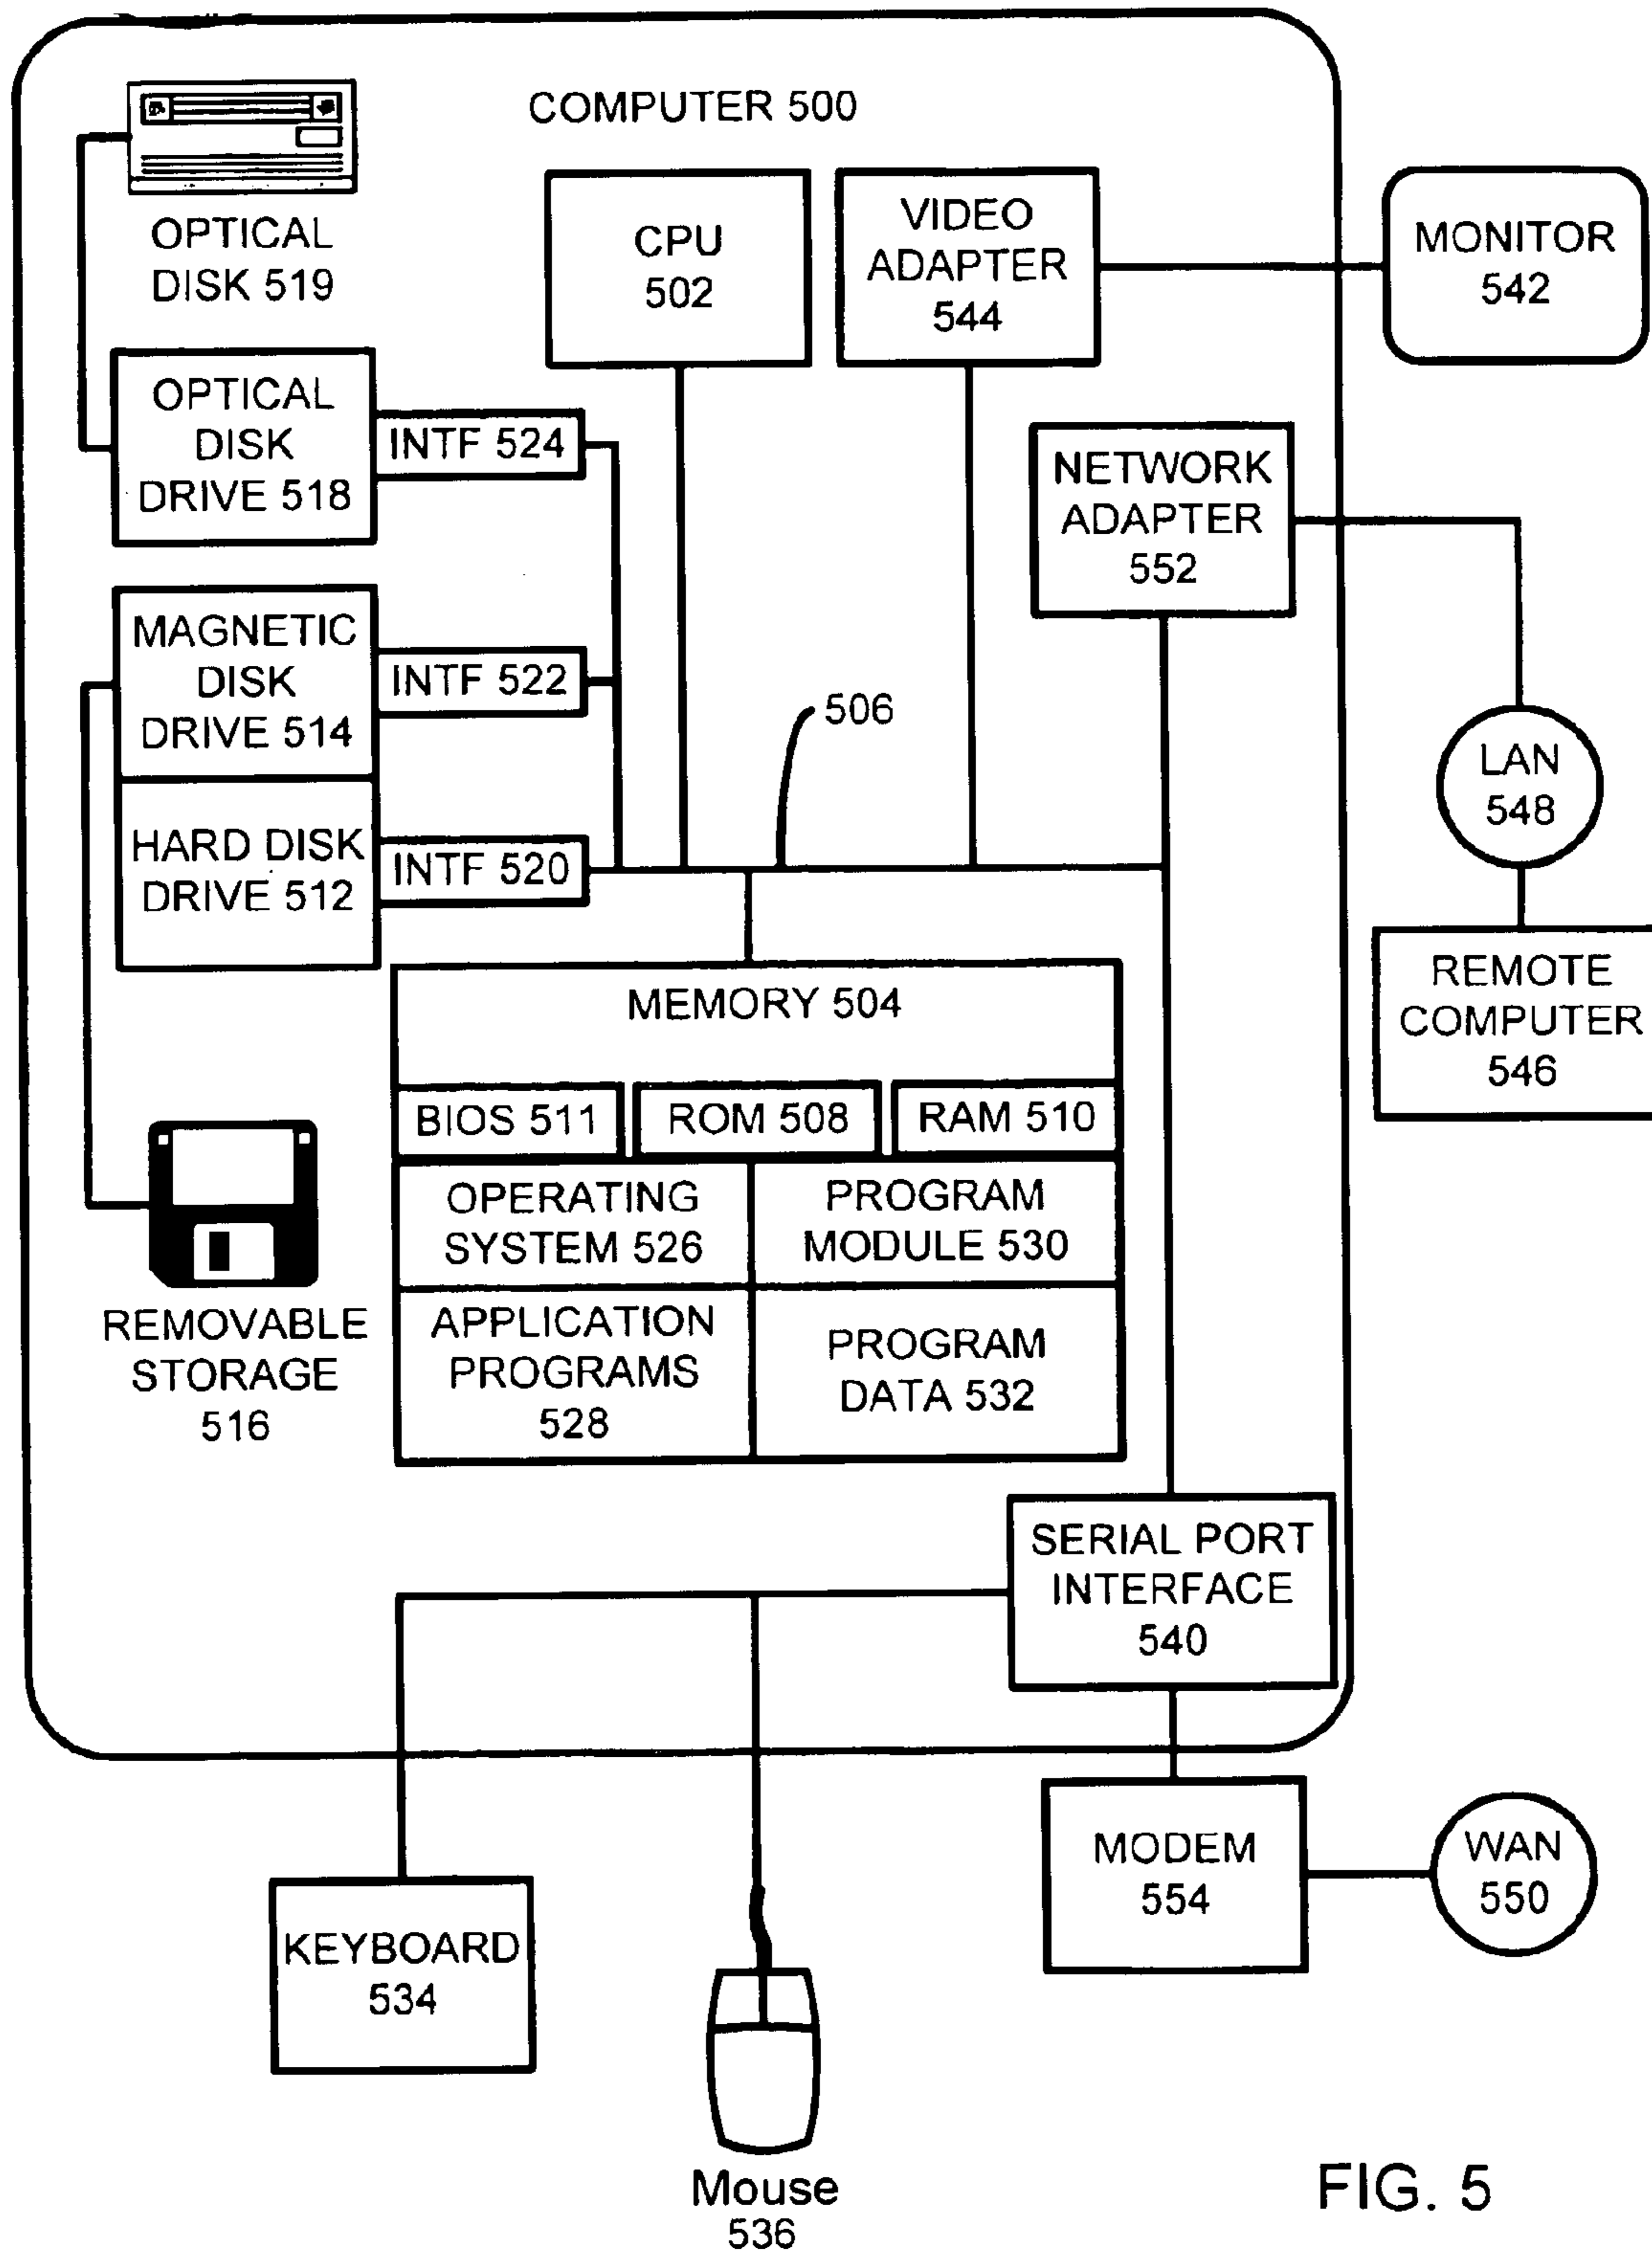 COMPUTER 500
OPTICAL
DISK 519
CPU
502
VIDEO
ADAPTER
544
MONITOR
542
OPTICAL
DISK
DRIVE 518
INTF 524
NETWORK
ADAPTER
552
MAGNETIC
DISK
DRIVE 514
INTF 522
506
LAN
548
HARD DISK
DRIVE 512
INTF 520
REMOTE
COMPUTER
546
MEMORY 504
BIOS 511
ROM 508
RAM 510
OPERATING
SYSTEM 526
PROGRAM
MODULE 530
REMOVABLE
STORAGE
516
APPLICATION
PROGRAMS
528
PROGRAM
DATA 532
SERIAL PORT
INTERFACE
540
MODEM
554
WAN
550
KEYBOARD
534
Mouse
536
FIG. 5